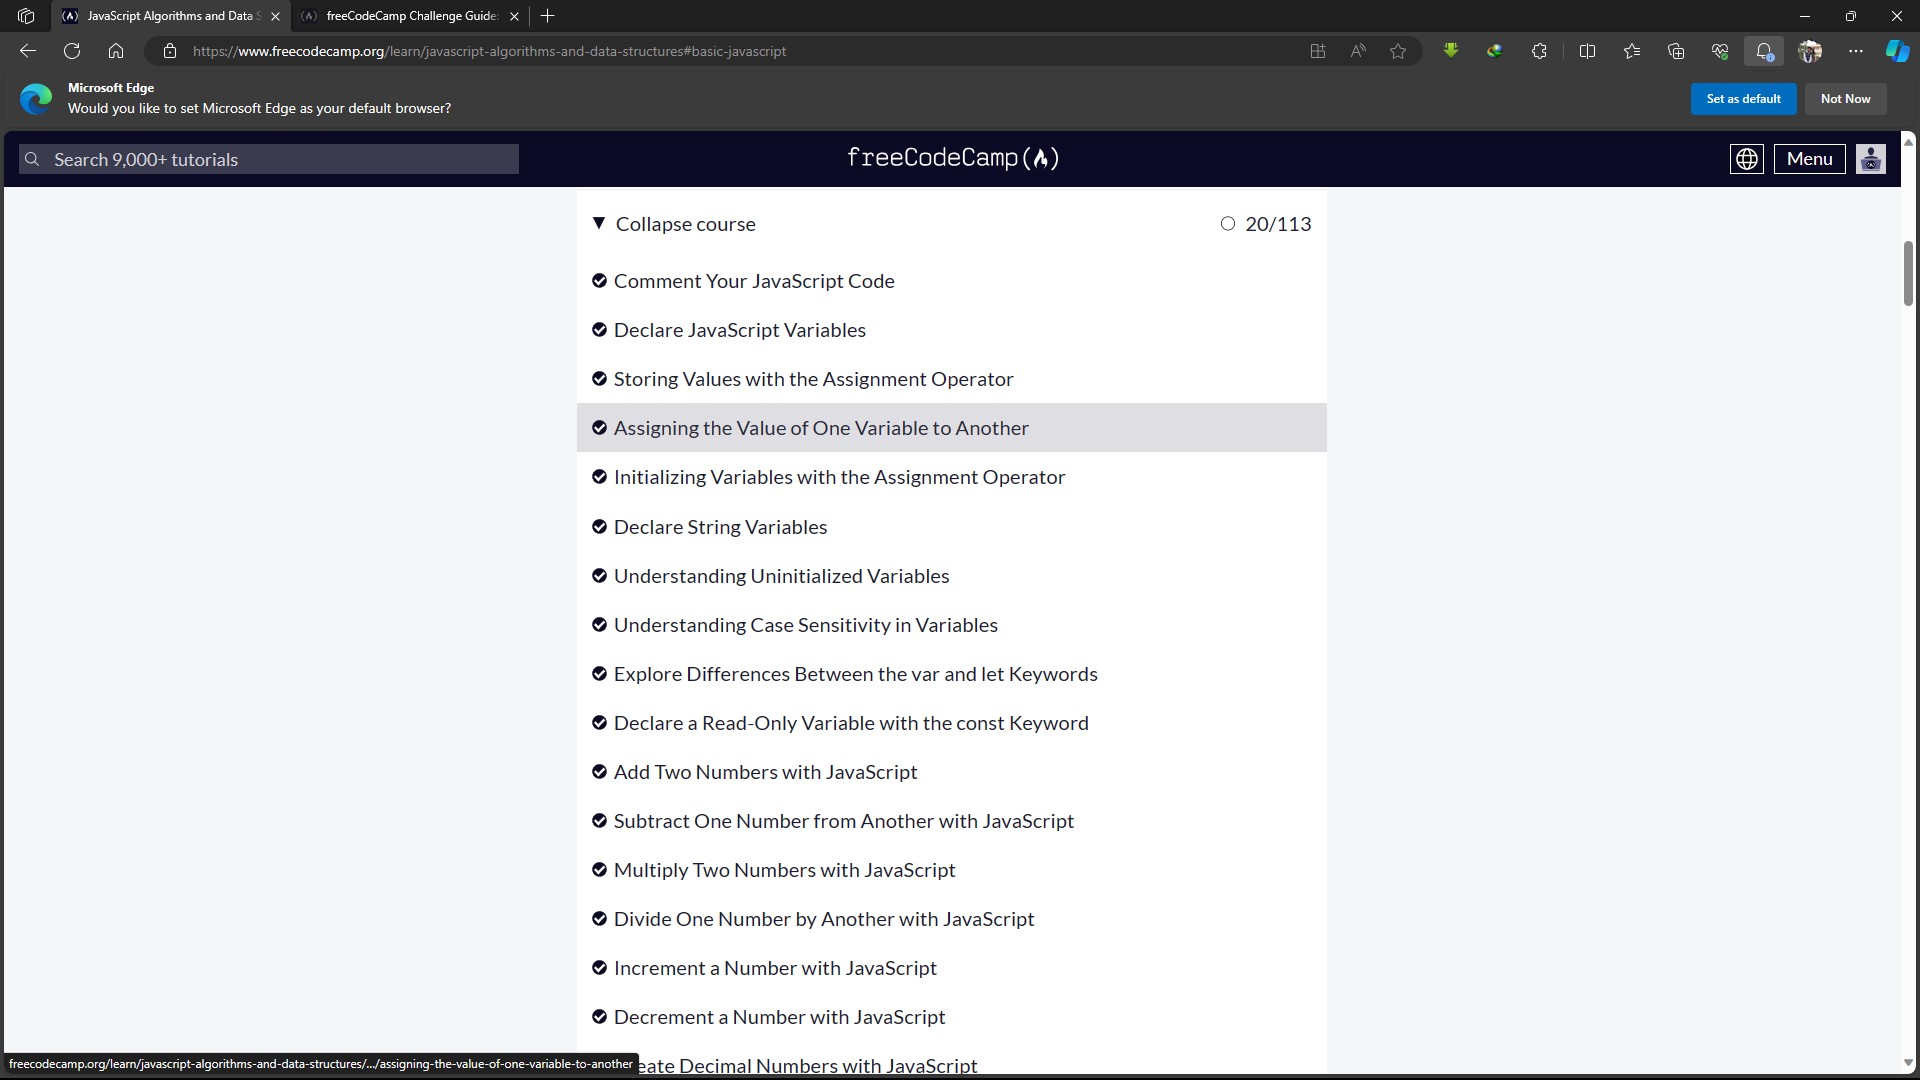 JavaScript Algorithms and Data S
freeCodeCamp Challenge Guide:
https://www.freecodecamp.org/learn/javascript-algorithms-and-data-structures#basic-javascript
Microsoft Edge
Would you like to set Microsoft Edge as your default browser?
Set as default
Not Now
Search 9,000+ tutorials
freeCodeCamp
Menu
Collapse course
20/113
Comment Your JavaScript Code
Declare JavaScript Variables
Storing Values with the Assignment Operator
Assigning the Value of One Variable to Another
Initializing Variables with the Assignment Operator
Declare String Variables
Understanding Uninitialized Variables
Understanding Case Sensitivity in Variables
Explore Differences Between the var and let Keywords
Declare a Read-Only Variable with the const Keyword
Add Two Numbers with JavaScript
Subtract One Number from Another with JavaScript
Multiply Two Numbers with JavaScript
Divide One Number by Another with JavaScript
Increment a Number with JavaScript
Decrement a Number with JavaScript
eate Decimal Numbers with JavaScript
freecodecamp.org/learn/javascript-algorithms-and-data-structures/.../assigning-the-value-of-one-variable-to-another